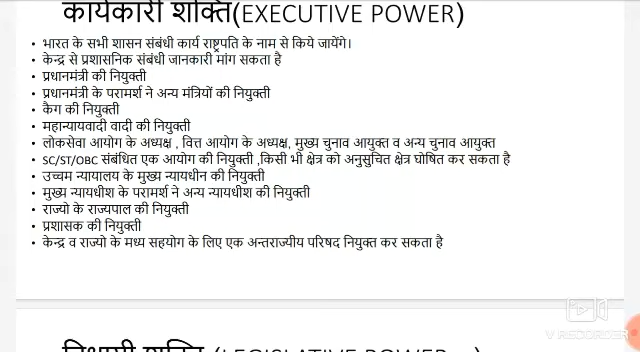 कार्यकारी शक्ति(EXECUTIVE POWER)
• भारत के सभी शासन संबंधी कार्य राष्ट्रपति के नाम से किये जायेंगे।
• केन्द्र से प्रशासनिक संबंधी जानकारी मांग सकता है
• प्रधानमंत्री की नियुक्ती
• प्रधानमंत्री के परामर्श ने अन्य मंत्रियों की नियुक्ती
• कैग की नियुक्ती
• महान्यायवादी वादी की नियुक्ती
• लोकसेवा आयोग के अध्यक्ष , वित्त आयोग के अध्यक्ष, मुख्य चुनाव आयुक्त व अन्य चुनाव आयुक्त
• SC/ST/OBC संबंधित एक आयोग की नियुक्ती ,किसी भी क्षेत्र को अनुसुचित क्षेत्र घोषित कर सकता है
• उच्चम न्यायालय के मुख्य न्यायधीन की नियुक्ती
• मुख्य न्यायधीश के परामर्श ने अन्य न्यायधीश की नियुक्ती
• राज्यो के राज्यपाल की नियुक्ती
• प्रशासक की नियुक्ती
• केन्द्र व राज्यो के मध्य सहयोग के लिए एक अन्तराज्यीय परिषद नियुक्त कर सकता है
V RECORDER
(LEGISLATIVE POWER